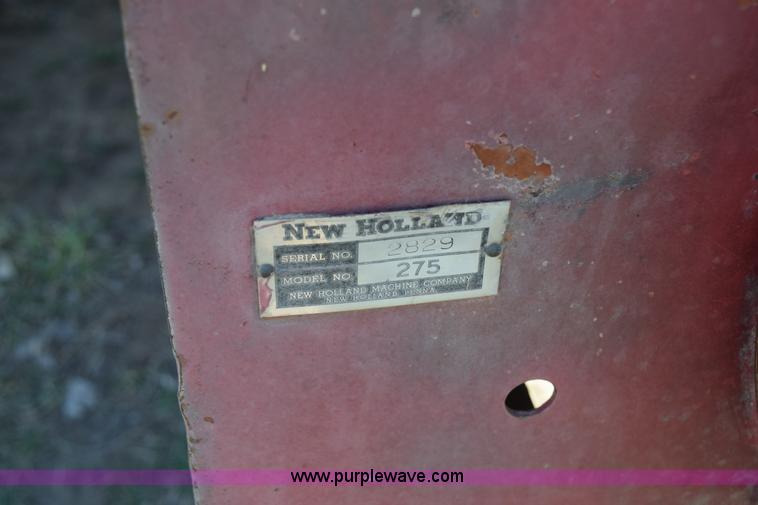 NEW HOLLAND
SERIAL NO. 2829
MODEL NO. 275
NEW HOLLAND MACHINE COMPANY
NEW HOLLAND, PENNA.
www.purplewave.com